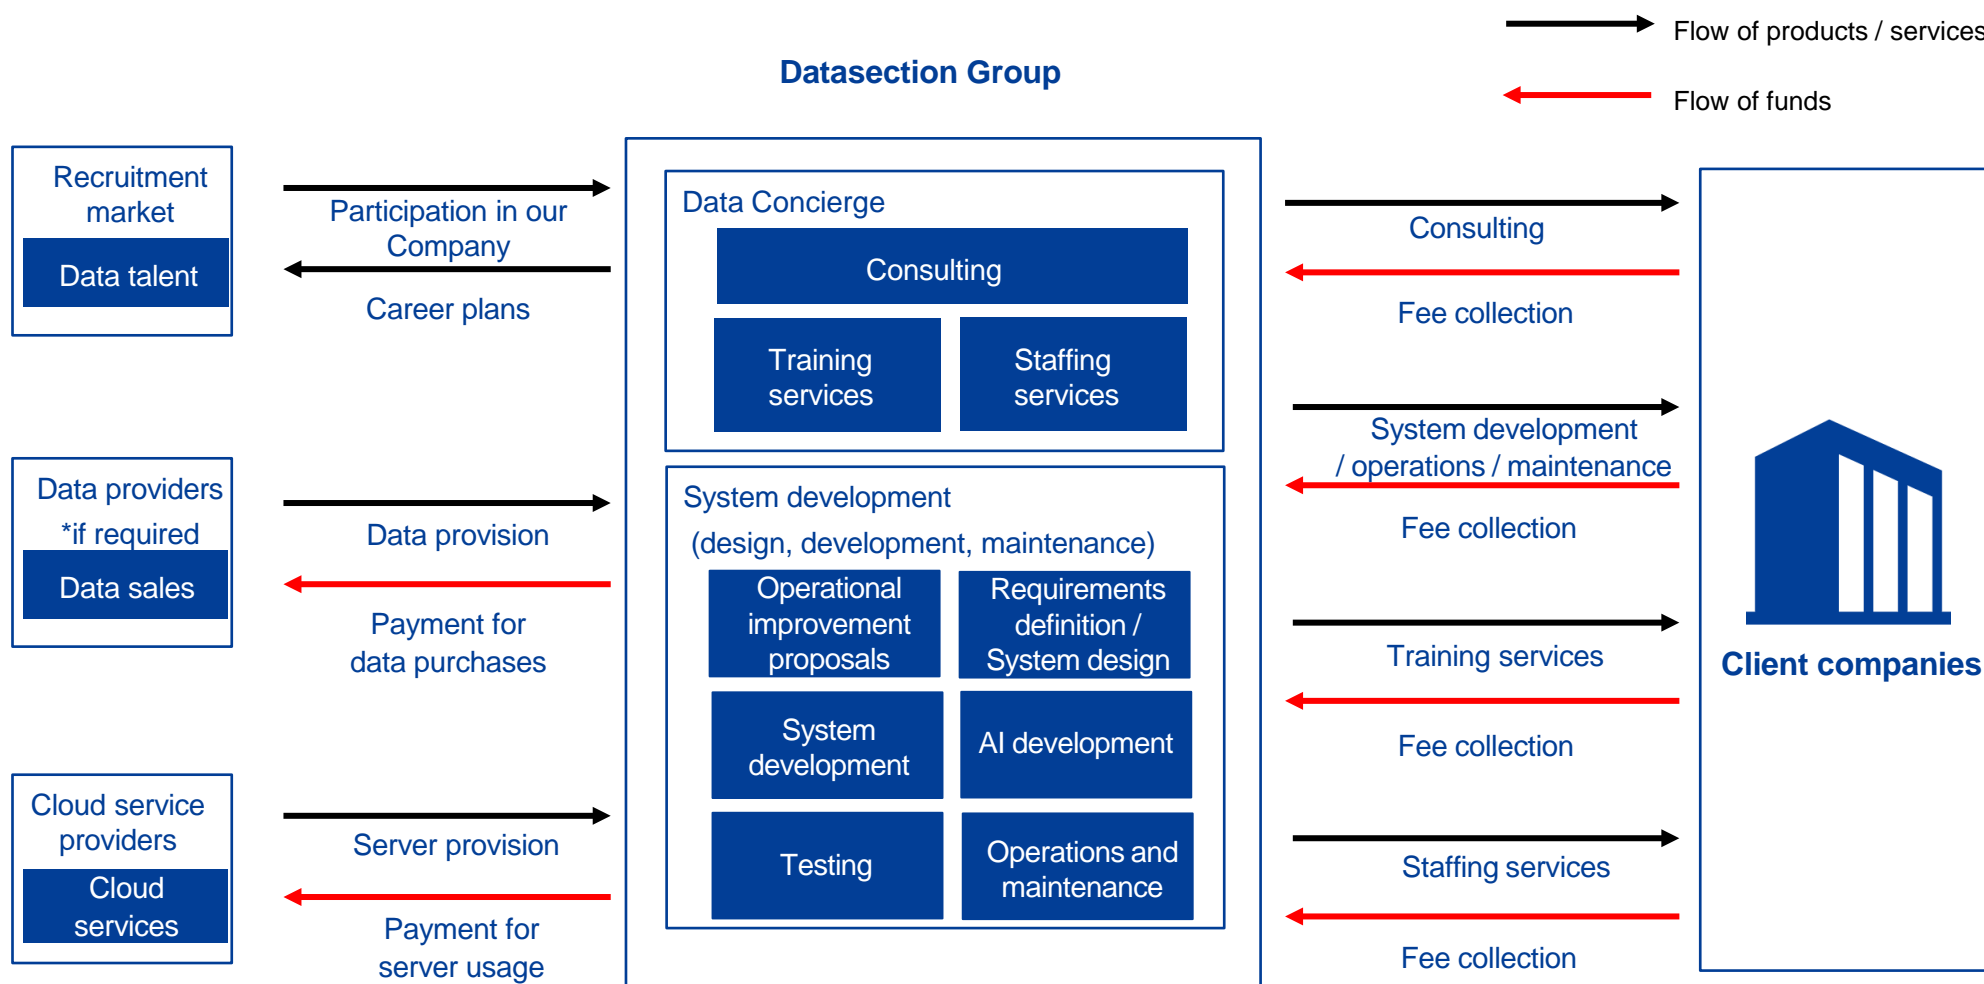 Flow of products / services
Datasection Group
Flow of funds
Recruitment
market
Data talent
Participation in our
Company
Career plans
Data Concierge
Consulting
Training
services
Staffing
services
Consulting
Fee collection
System development
/ operations / maintenance
Fee collection
Data providers
*if required
Data sales
Data provision
Payment for
data purchases
System development
(design, development, maintenance)
Operational
improvement
proposals
Requirements
definition /
System design
System
development
AI development
Testing
Operations and
maintenance
Training services
Fee collection
Client companies
Cloud service
providers
Cloud
services
Server provision
Payment for
server usage
Staffing services
Fee collection